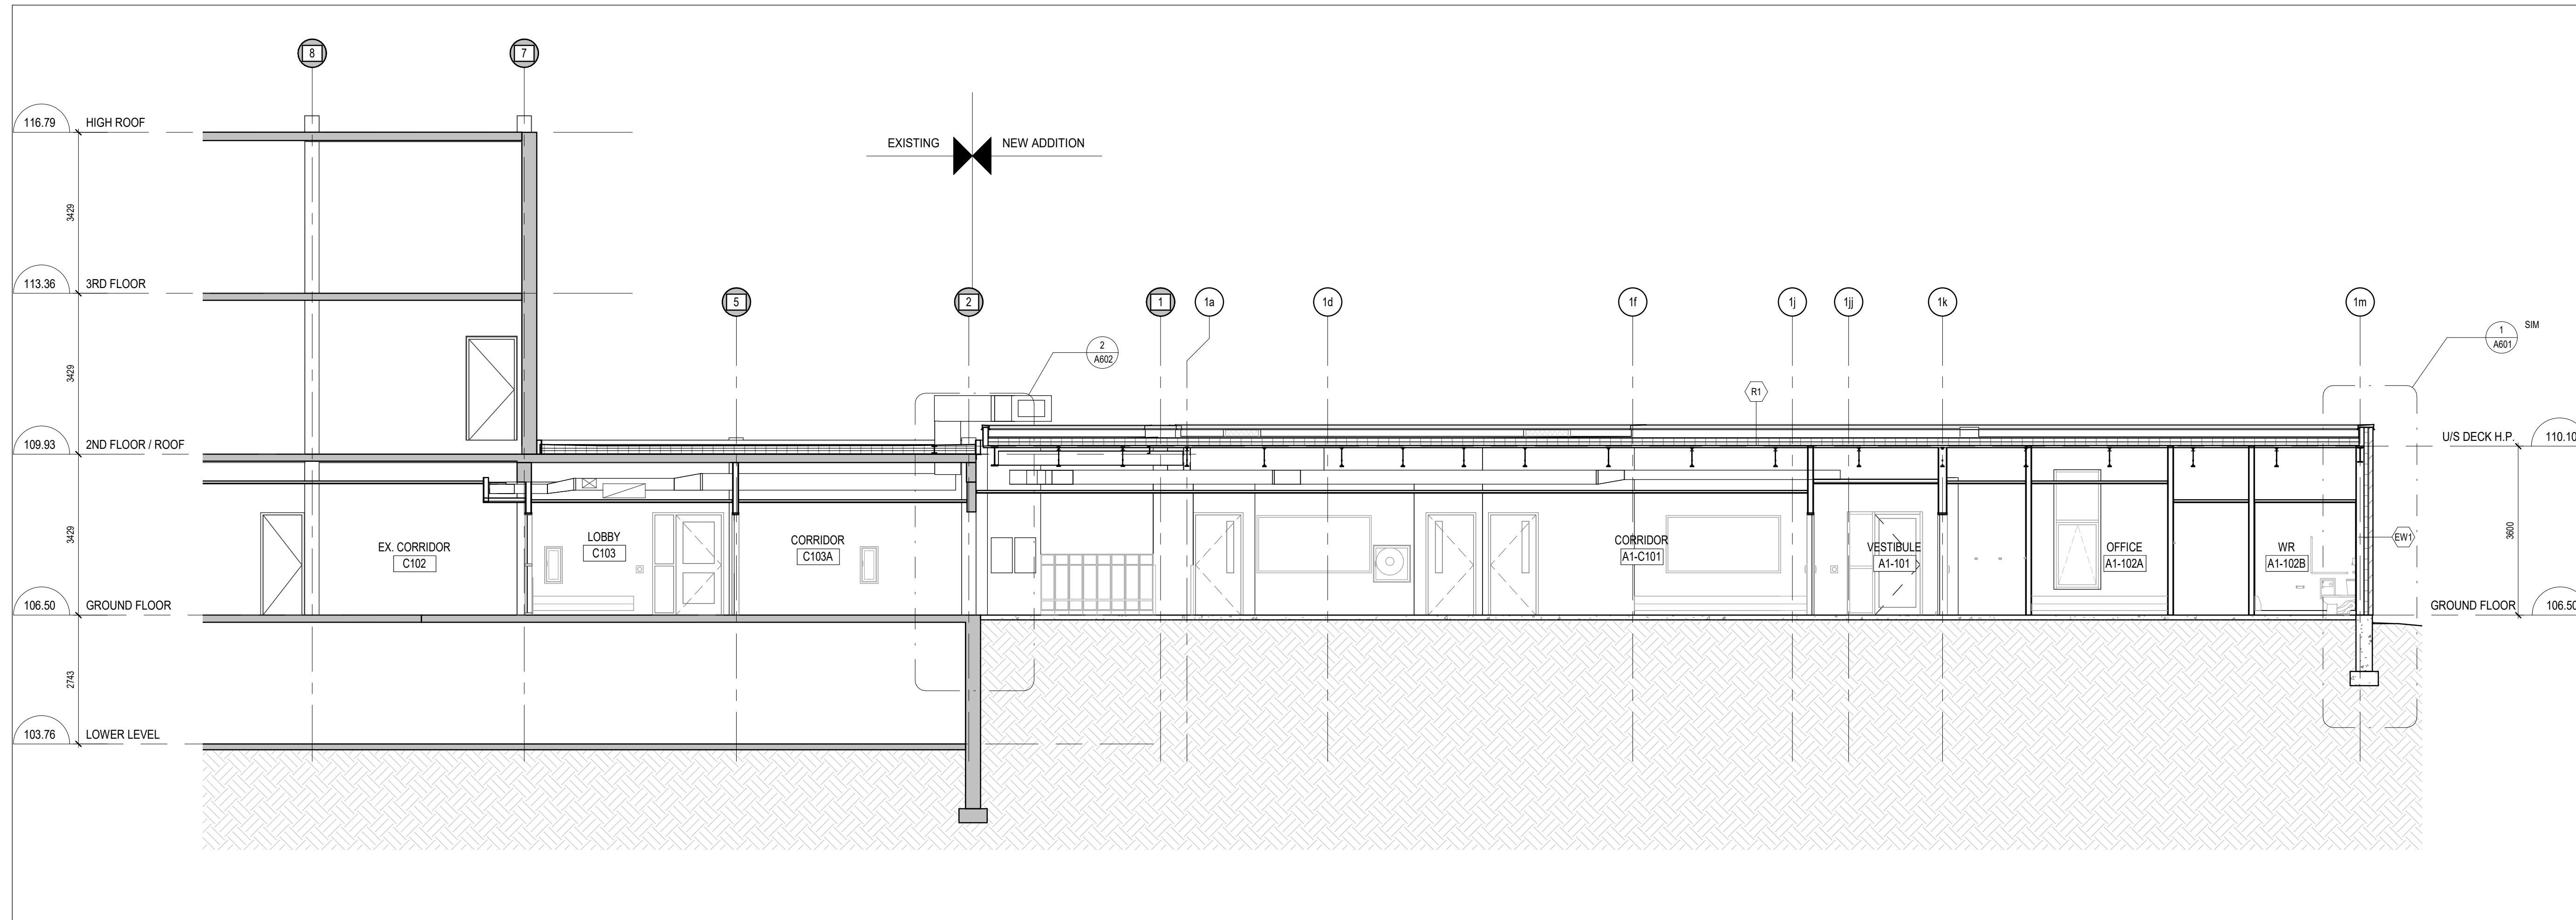 8
7
116.79 HIGH ROOF
EXISTING
NEW ADDITION
3429
113.36 3RD FLOOR
5
2
1
1a
1d
1f
1j
1jj
1k
1m
1
A601
SIM
2
A602
3429
R1
109.93 2ND FLOOR / ROOF
U/S DECK H.P. 110.10
3429
EX. CORRIDOR
C102
LOBBY
C103
CORRIDOR
C103A
CORRIDOR
A1-C101
VESTIBULE
A1-101
OFFICE
A1-102A
WR
A1-102B
EW1
3600
106.50 GROUND FLOOR
GROUND FLOOR 106.50
2743
103.76 LOWER LEVEL